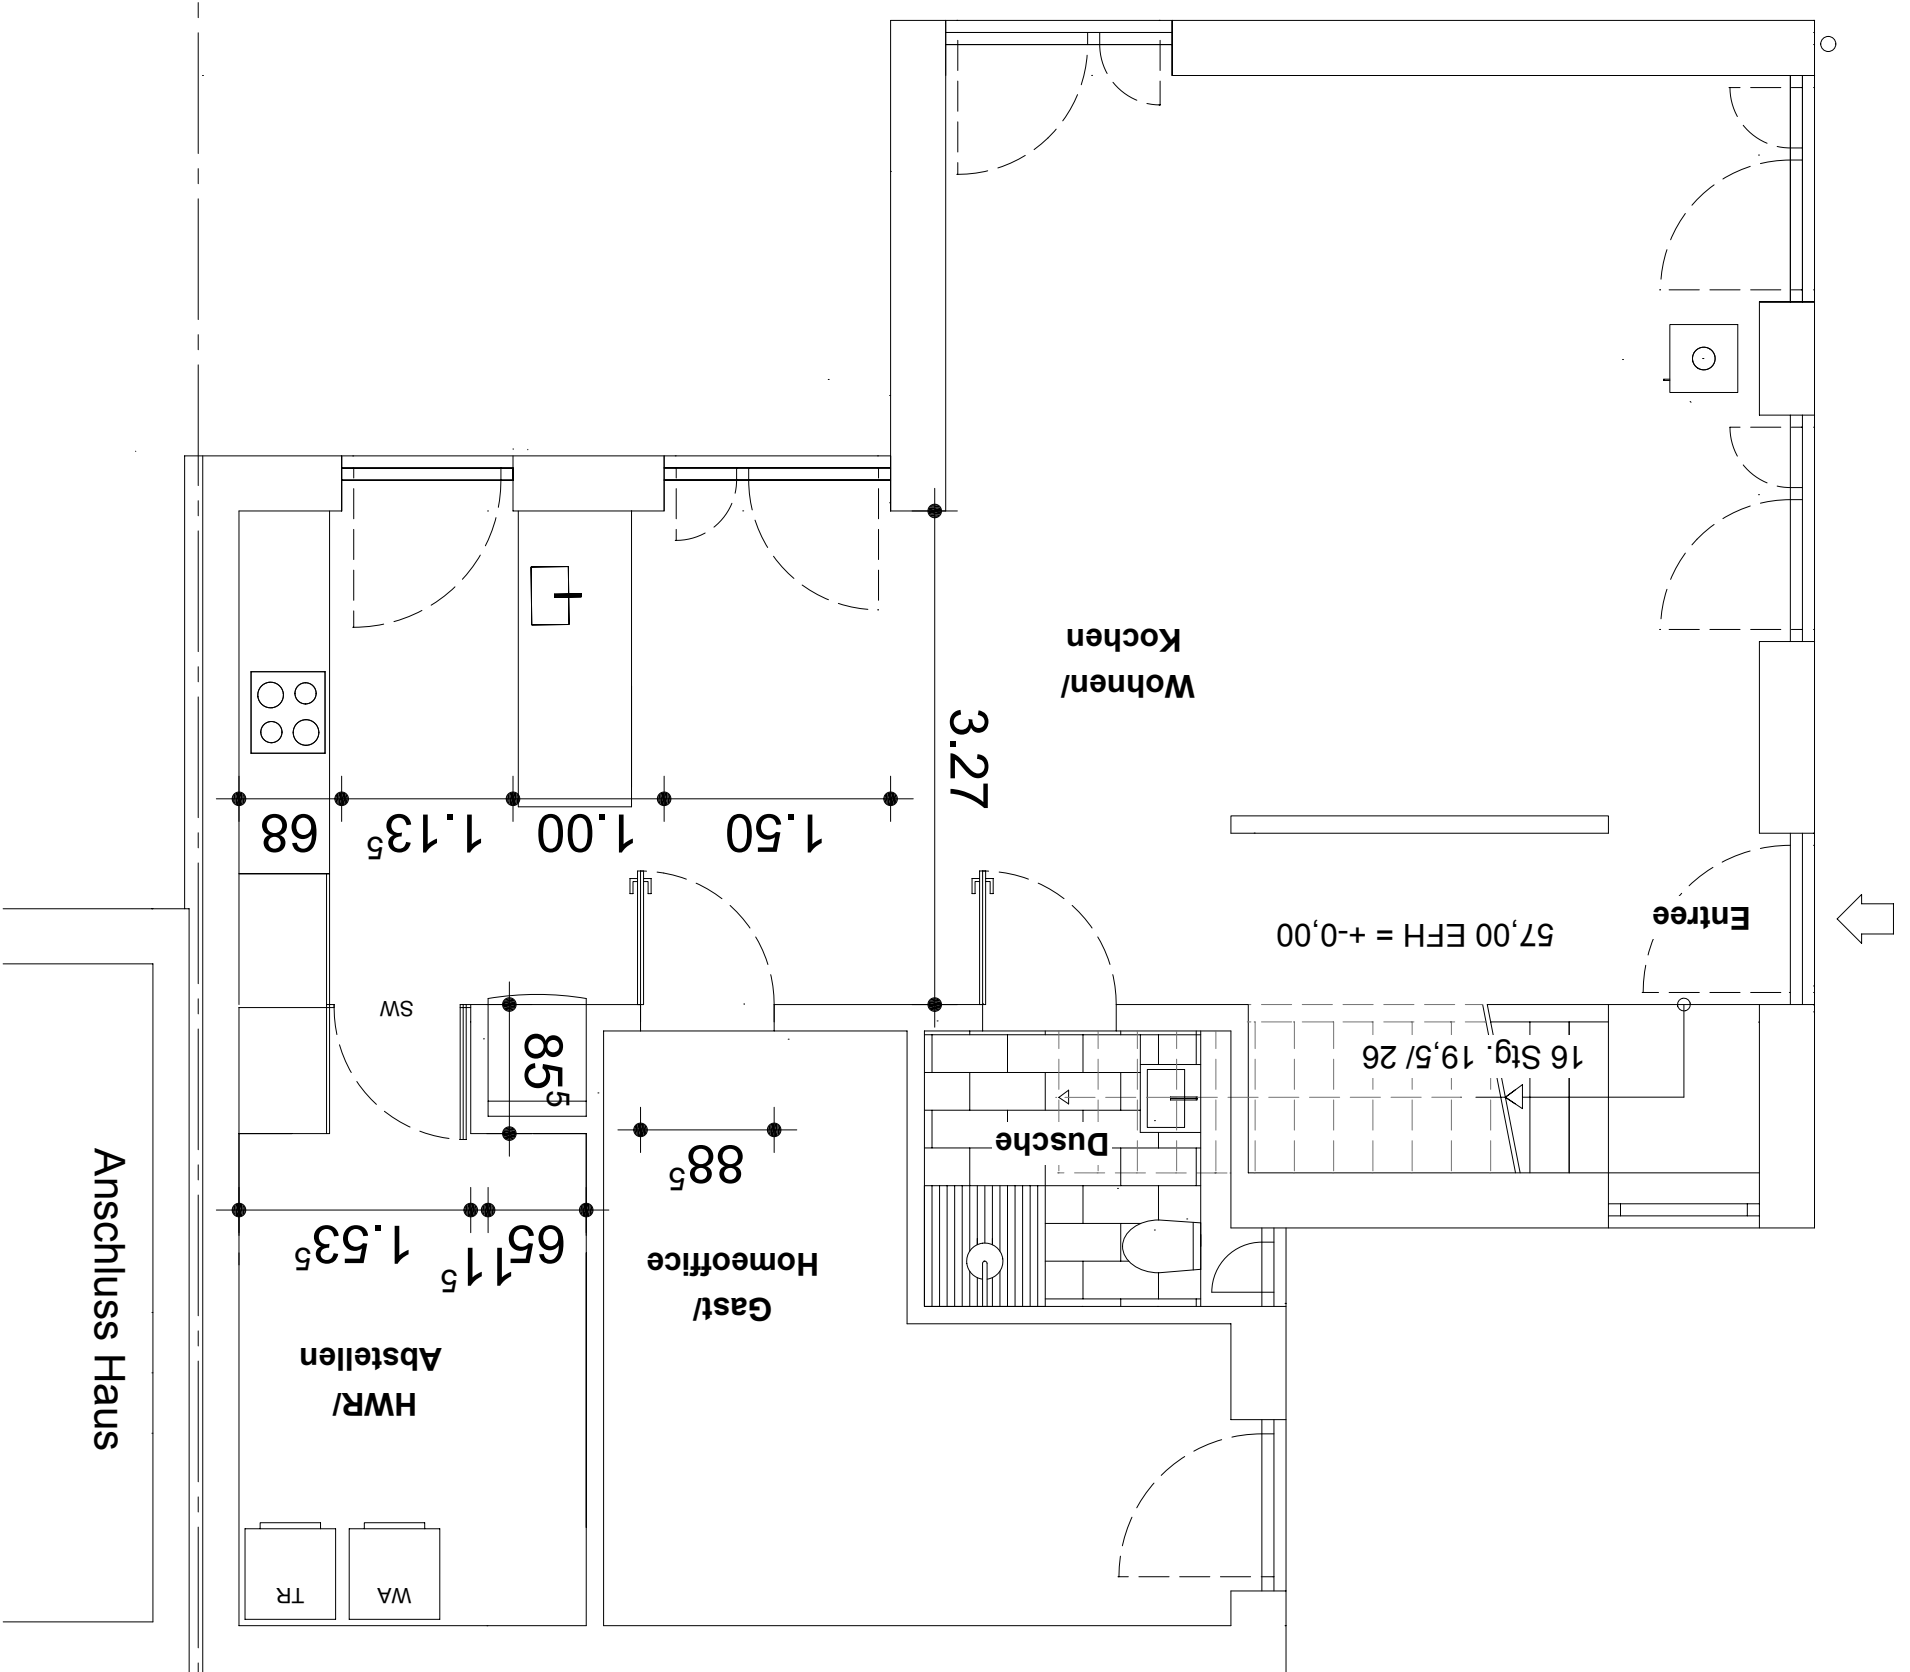 TR
WA
HWR/
Abstellen
Gast/
Homeoffice
65
11⁵
1.53⁵
88⁵
Dusche
85⁵
16 Stg. 19,5/ 26
SW
57,00 EFH = +-0,00
Entree
1.50
1.00
1.13⁵
68
3.27
Wohnen/
Kochen
Anschluss Haus